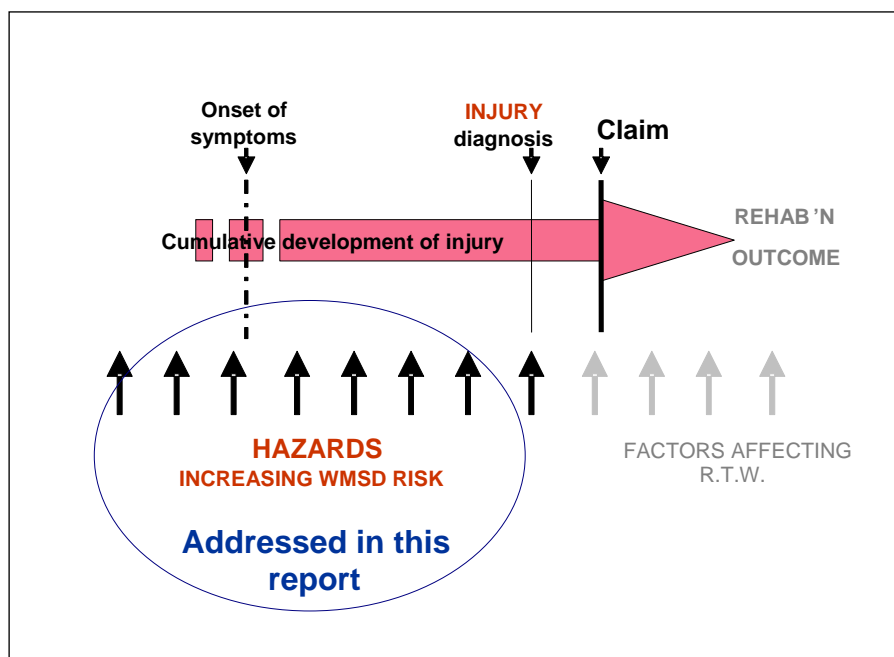 Onset of
symptoms
INJURY
diagnosis
Claim
Cumulative development of injury
REHAB 'N
OUTCOME
HAZARDS
INCREASING WMSD RISK
FACTORS AFFECTING
R.T.W.
Addressed in this
report